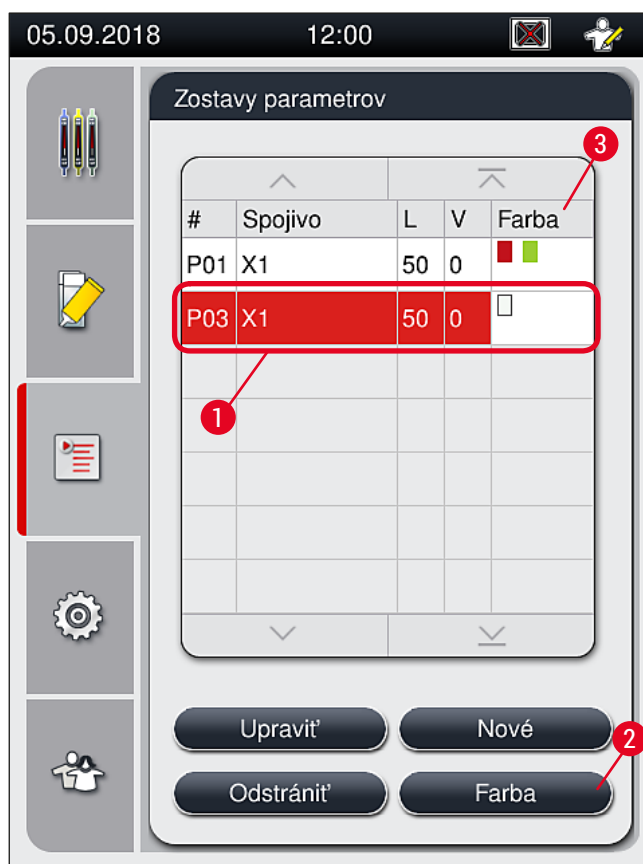 05.09.2018 12:00
Zostavy parametrov
3
# Spojivo L V Farba
P01 X1 50 0
P03 X1 50 0
1
Upraviť Nové
2
Odstrániť Farba